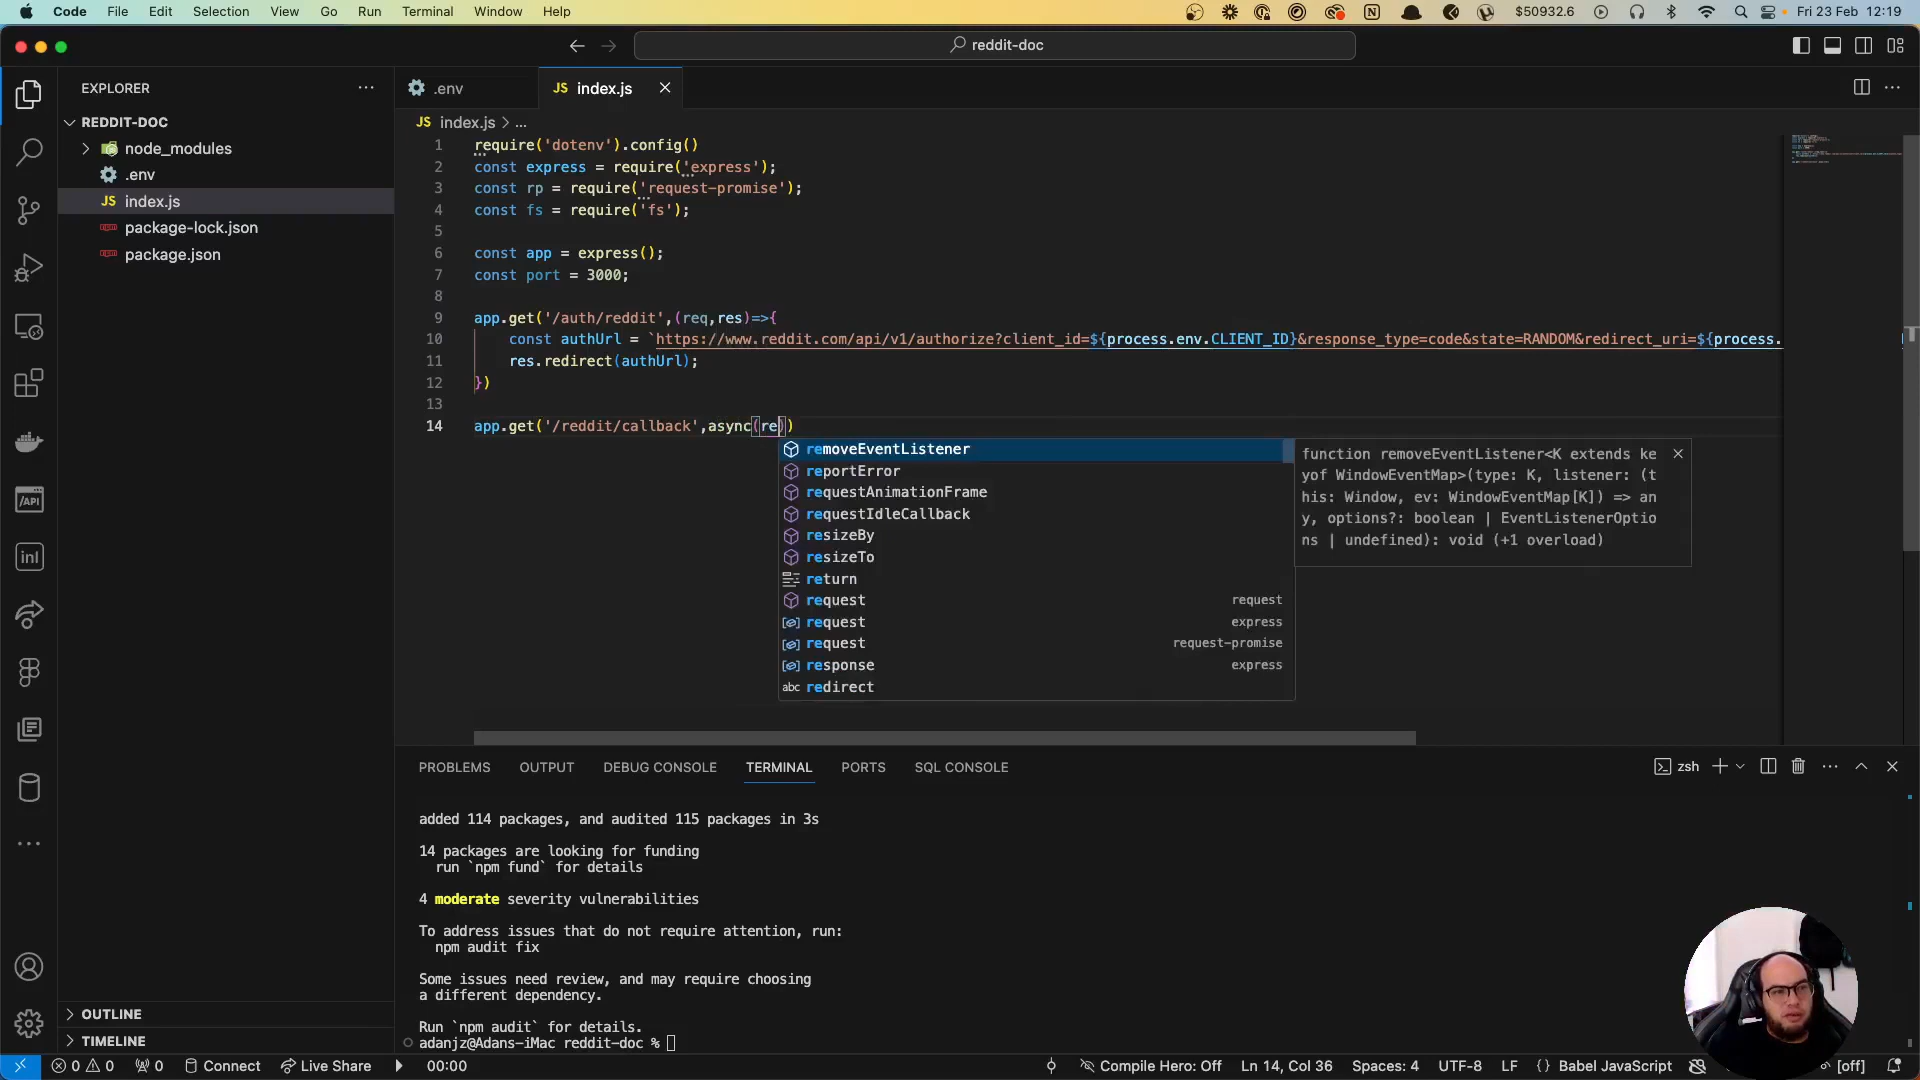 Code File Edit Selection View Go Run Terminal Window Help $50932.6 Fri 23 Feb 12:19
reddit-doc
EXPLORER
.env
JS index.js
REDDIT-DOC
node_modules
.env
JS index.js
package-lock.json
package.json
OUTLINE
TIMELINE
/API
inl
JS index.js > ...
1 require('dotenv').config()
2 const express = require('express');
3 const rp = require('request-promise');
4 const fs = require('fs');
5
6 const app = express();
7 const port = 3000;
8
9 app.get('/auth/reddit',(req,res)=>{
10 const authUrl = `https://www.reddit.com/api/v1/authorize?client_id=${process.env.CLIENT_ID}&response_type=code&state=RANDOM&redirect_uri=${process.
11 res.redirect(authUrl);
12 })
13
14 app.get('/reddit/callback',async(re))
removeEventListener
reportError
requestAnimationFrame
requestIdleCallback
resizeBy
resizeTo
return
request request
request express
request request-promise
response express
abc redirect
function removeEventListener<K extends ke
yof WindowEventMap>(type: K, listener: (t
his: Window, ev: WindowEventMap[K]) => an
y, options?: boolean | EventListenerOptio
ns | undefined): void (+1 overload)
PROBLEMS OUTPUT DEBUG CONSOLE TERMINAL PORTS SQL CONSOLE zsh
added 114 packages, and audited 115 packages in 3s
14 packages are looking for funding
run `npm fund` for details
4 moderate severity vulnerabilities
To address issues that do not require attention, run:
npm audit fix
Some issues need review, and may require choosing
a different dependency.
Run `npm audit` for details.
adanjz@Adans-iMac reddit-doc %
0 0 0 Connect Live Share 00:00 Compile Hero: Off Ln 14, Col 36 Spaces: 4 UTF-8 LF {} Babel JavaScript [off]